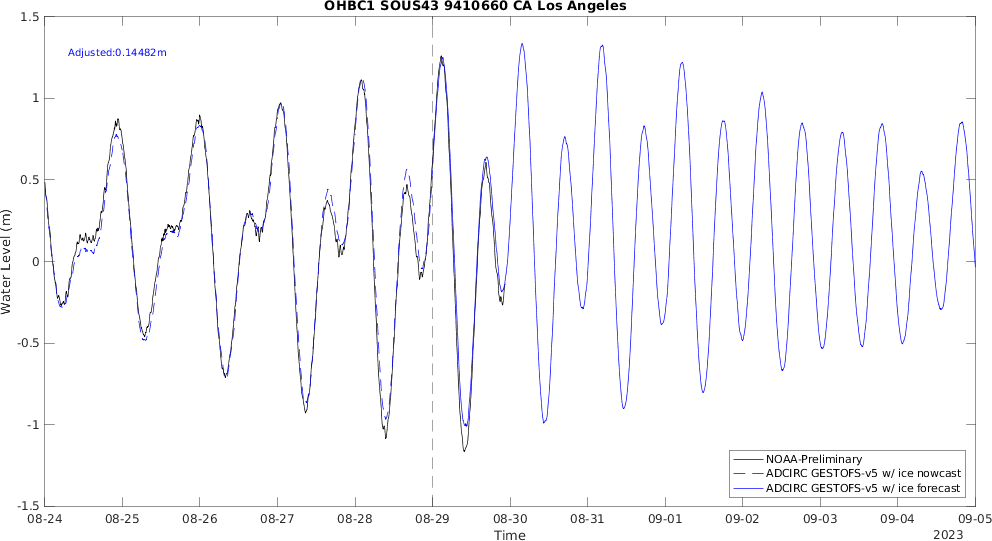 OHBC1 SOUS43 9410660 CA Los Angeles
Adjusted:0.14482m
1.5
1
0.5
0
-0.5
-1
-1.5
Water Level (m)
NOAA-Preliminary
ADCIRC GESTOFS-v5 w/ ice nowcast
ADCIRC GESTOFS-v5 w/ ice forecast
08-24 08-25 08-26 08-27 08-28 08-29 08-30 08-31 09-01 09-02 09-03 09-04 09-05
Time
2023